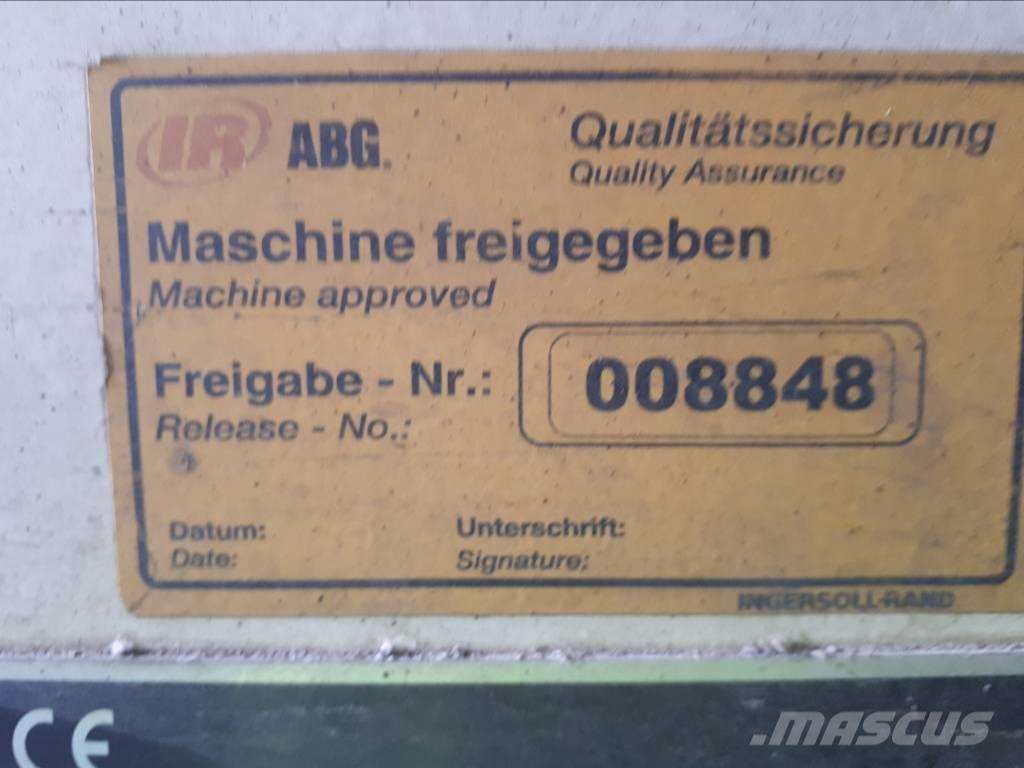 IR ABG®
Qualitätssicherung
Quality Assurance
Maschine freigegeben
Machine approved
Freigabe - Nr.: 008848
Release - No.:
Datum: Unterschrift:
Date: Signature:
INGERSOLL-RAND
CE
.MASCUS